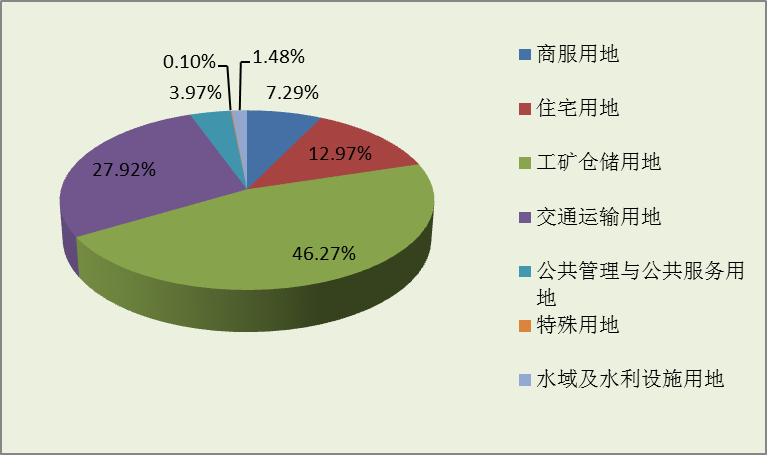 0.10%
1.48%
3.97%
7.29%
12.97%
27.92%
46.27%
商服用地
住宅用地
工矿仓储用地
交通运输用地
公共管理与公共服务用
地
特殊用地
水域及水利设施用地